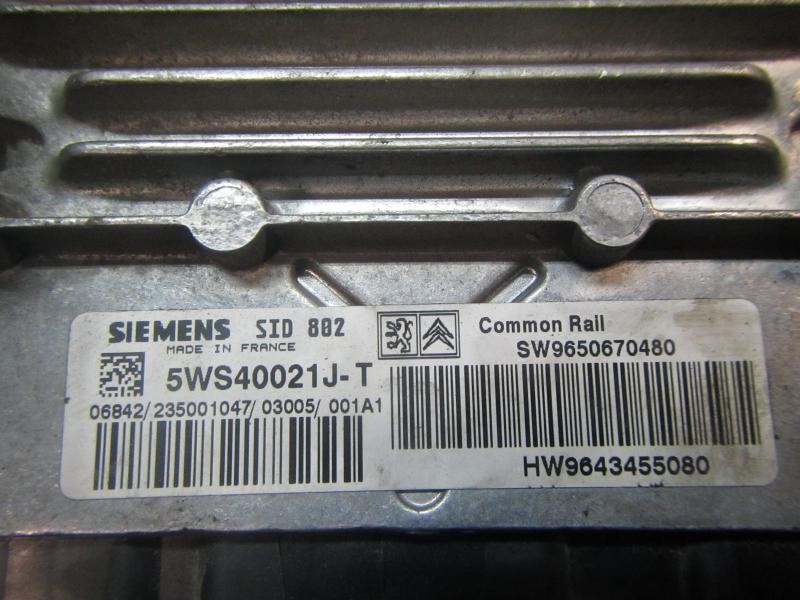 SIEMENS SID 802
MADE IN FRANCE
5WS40021J-T
06842/235001047/03005/001A1
Common Rail
SW9650670480
HW9643455080